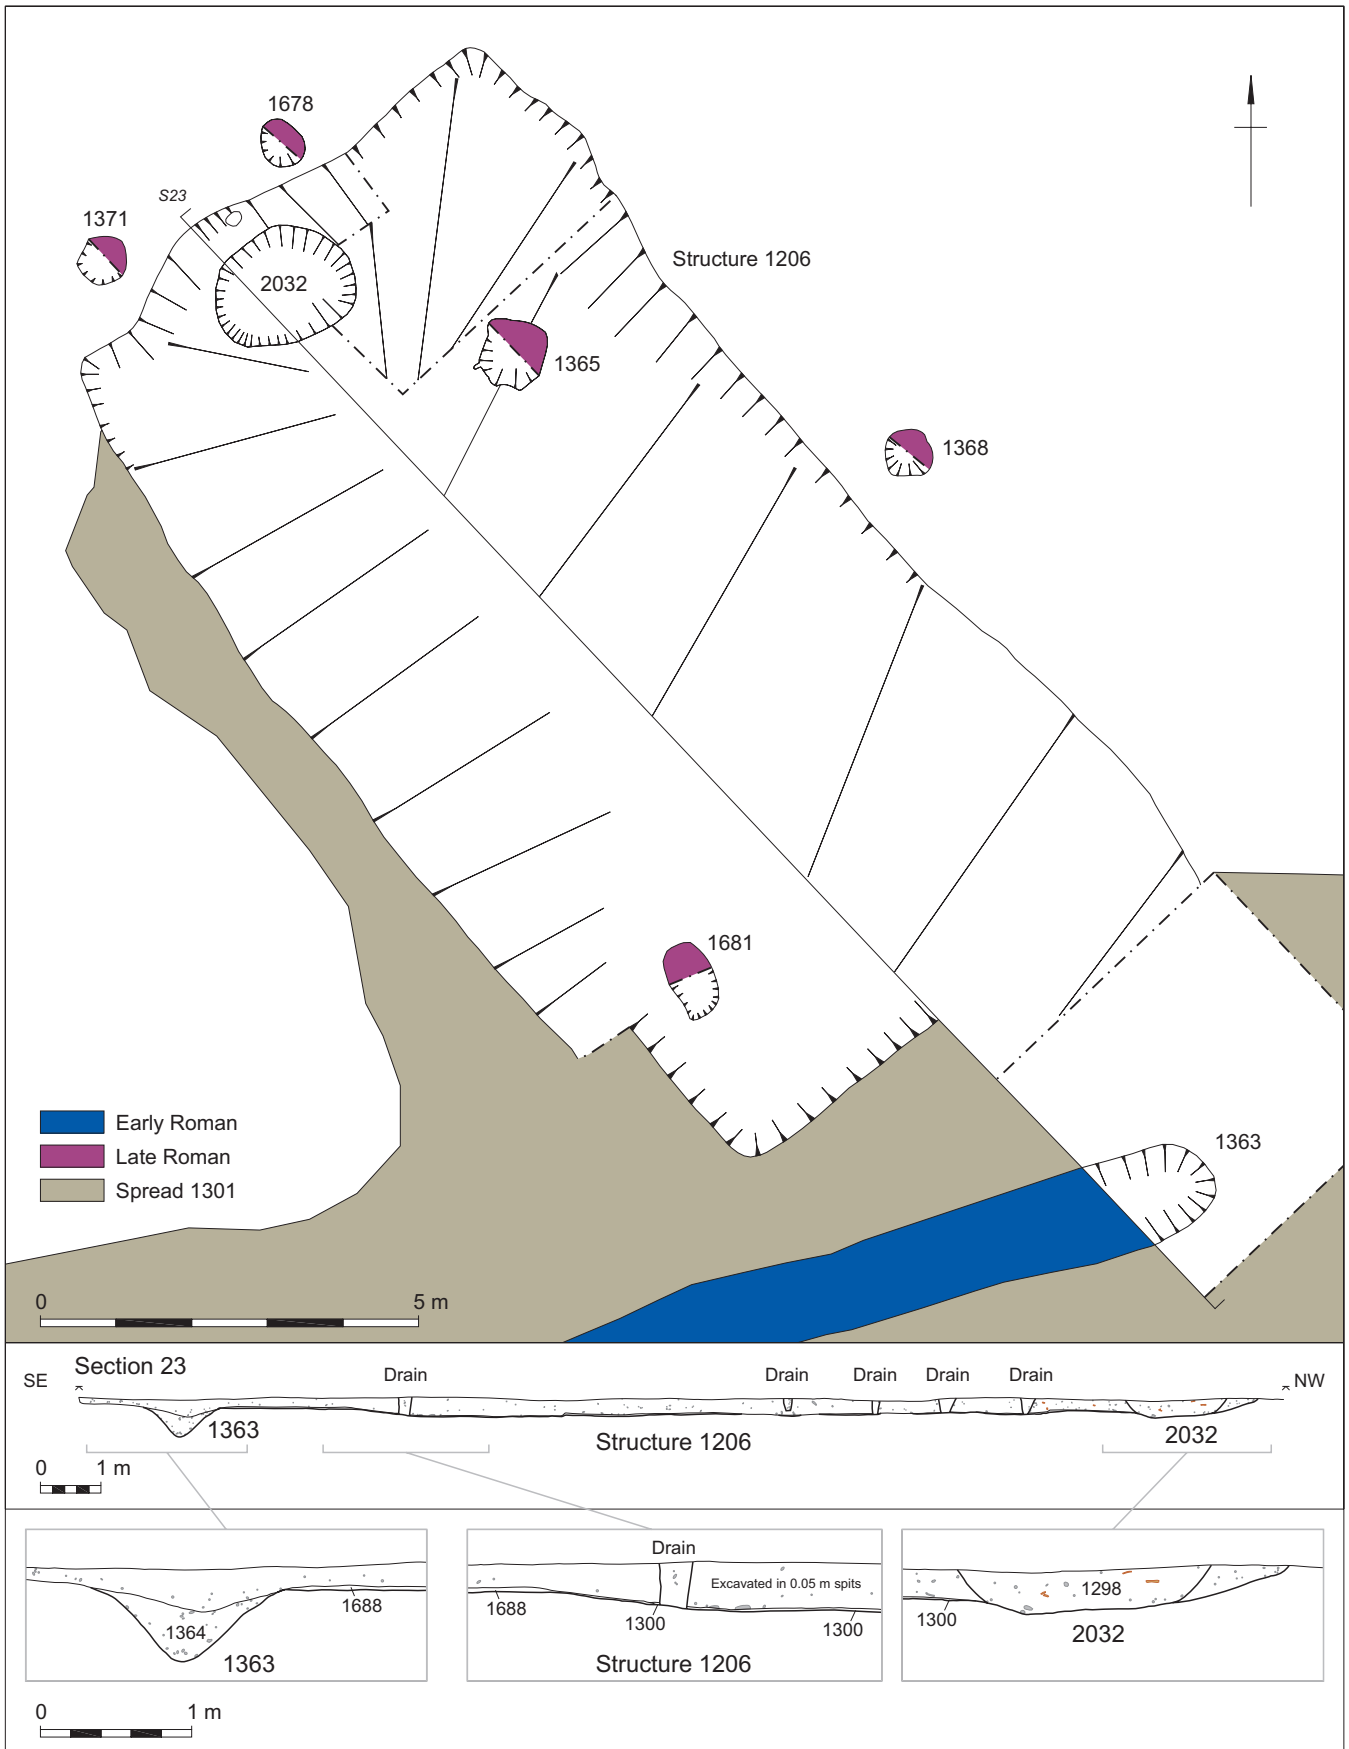 1678
S23
1371
2032
Structure 1206
1365
1368
1681
1363
Early Roman
Late Roman
Spread 1301
0 5 m
Section 23
SE Drain Drain Drain Drain Drain NW
1363 Structure 1206 2032
0 1 m
Drain
Excavated in 0.05 m spits
1298
1688 1688
1364 1300 1300 1300
1363 Structure 1206 2032
0 1 m